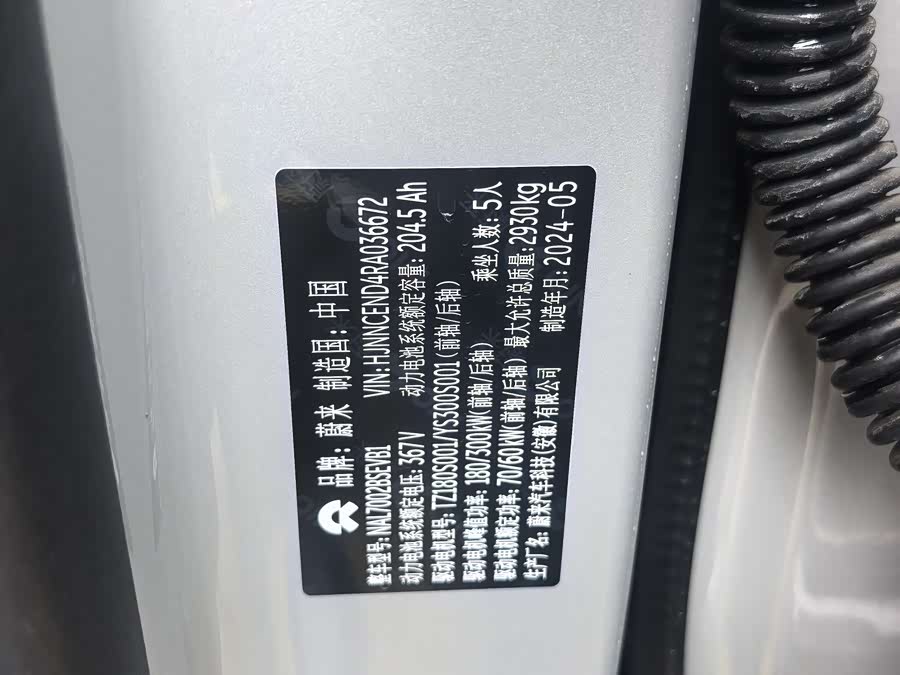 品牌: 蔚来 制造国: 中国
整车型号: NAL7002BSEVB1 VIN: HJNNCEND4RA036672
动力电池系统额定电压: 367V 动力电池系统额定容量: 204.5 Ah
驱动电机型号: TZ180S001/YS300S001(前轴/后轴)
驱动电机峰值功率: 180/300kW(前轴/后轴) 乘坐人数: 5人
驱动电机额定功率: 70/60kW(前轴/后轴) 最大允许总质量: 2930kg
生产厂名: 蔚来汽车科技(安徽)有限公司 制造年月: 2024-05